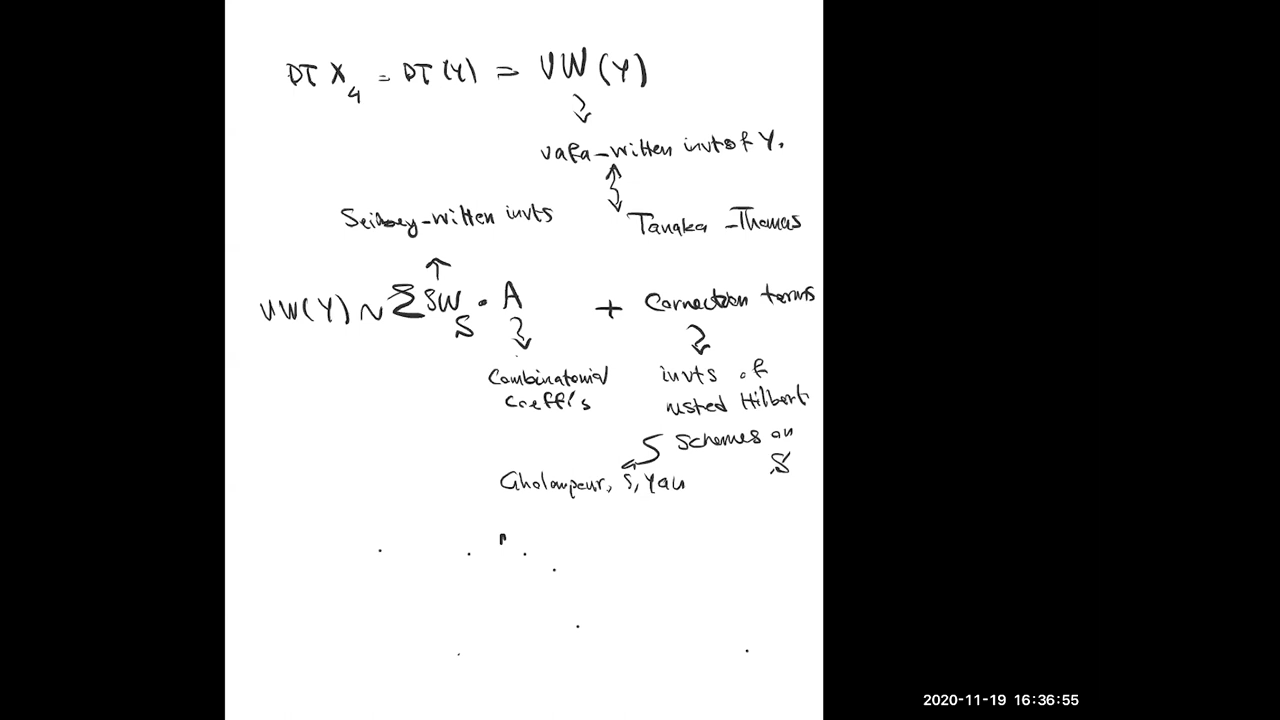 DT X₄ = DT(Y) = VW(Y)
Vafa-Witten invts of Y.
Seiberg-Witten invts
Tanaka-Thomas
VW(Y) ~ Σ SW_S · A + Correction terms
Combinatorial invts of
coeff's nested Hilbert
schemes on
S
Gholampour, S, Yau
2020-11-19 16:36:55